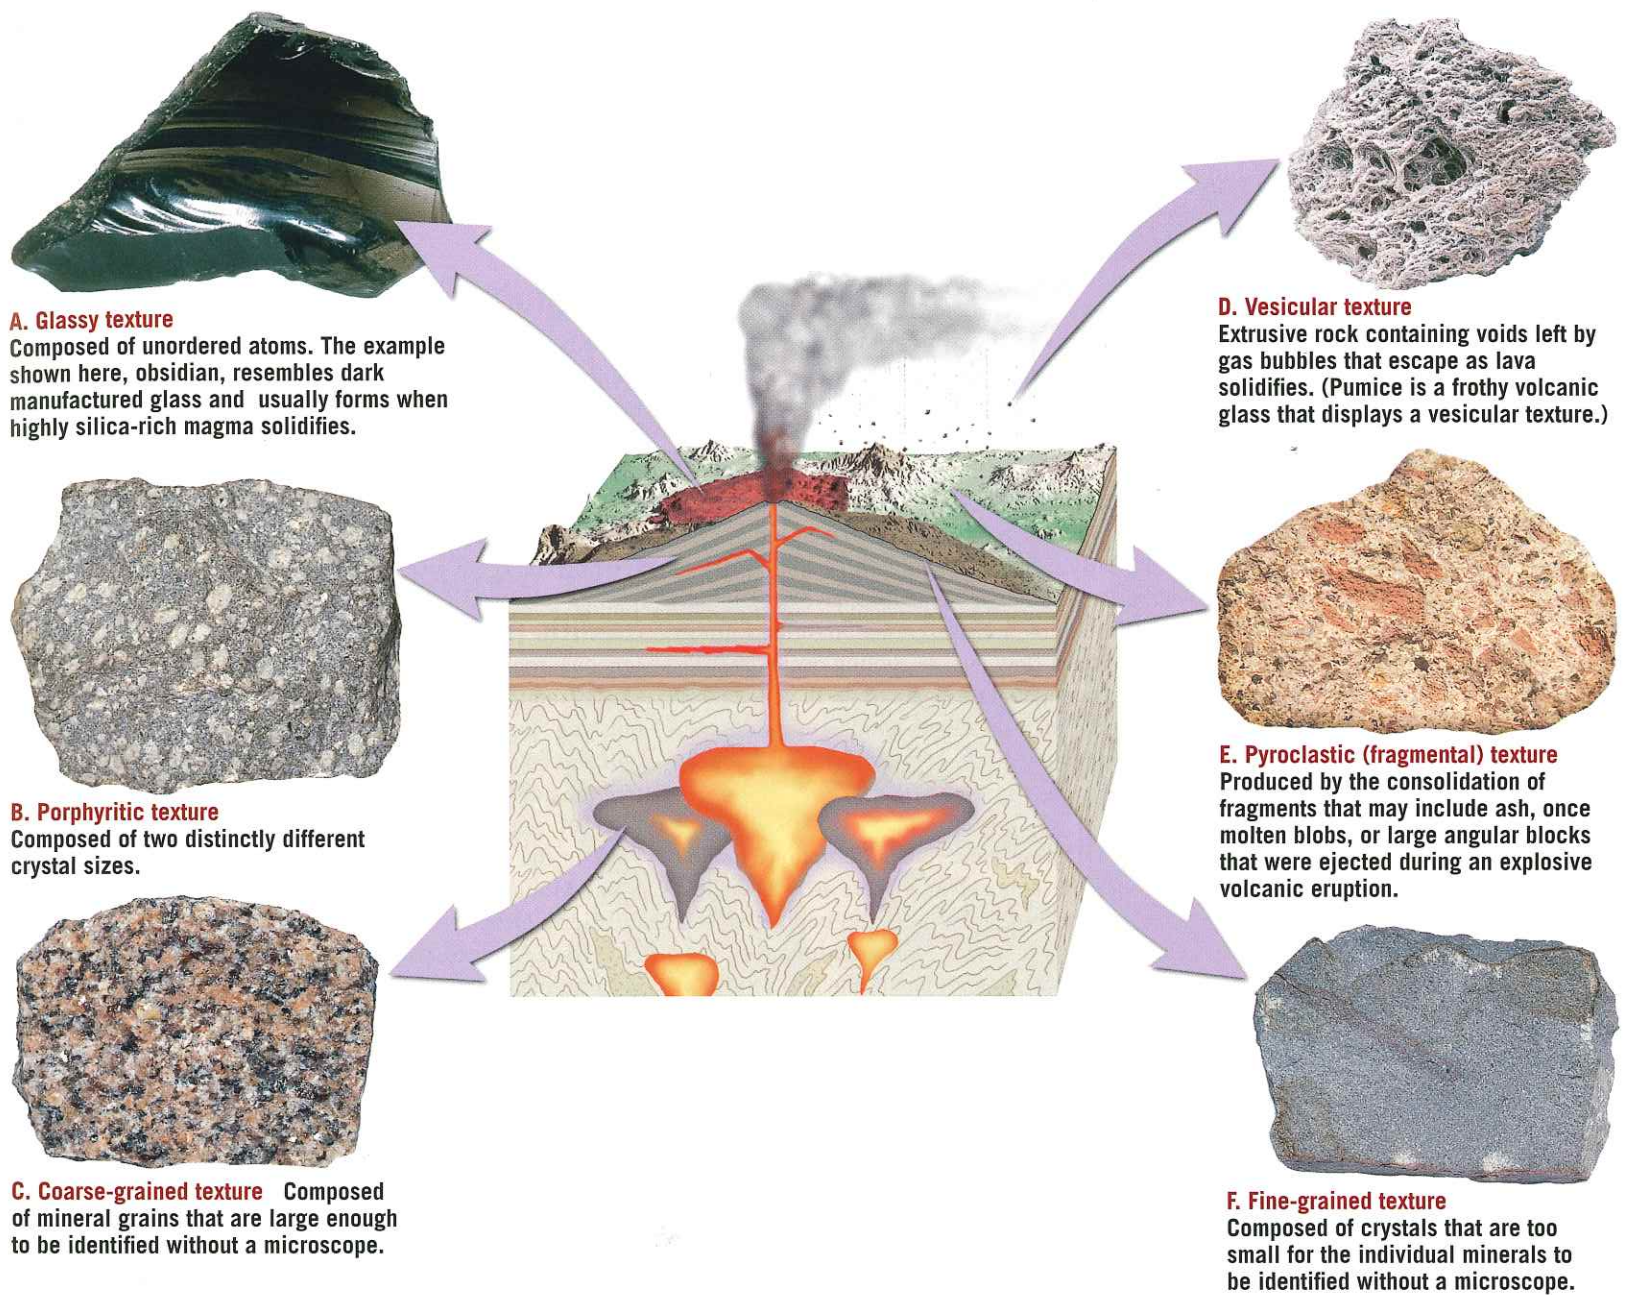 A. Glassy texture
Composed of unordered atoms. The example
shown here, obsidian, resembles dark
manufactured glass and usually forms when
highly silica-rich magma solidifies.
B. Porphyritic texture
Composed of two distinctly different
crystal sizes.
C. Coarse-grained texture Composed
of mineral grains that are large enough
to be identified without a microscope.
D. Vesicular texture
Extrusive rock containing voids left by
gas bubbles that escape as lava
solidifies. (Pumice is a frothy volcanic
glass that displays a vesicular texture.)
E. Pyroclastic (fragmental) texture
Produced by the consolidation of
fragments that may include ash, once
molten blobs, or large angular blocks
that were ejected during an explosive
volcanic eruption.
F. Fine-grained texture
Composed of crystals that are too
small for the individual minerals to
be identified without a microscope.